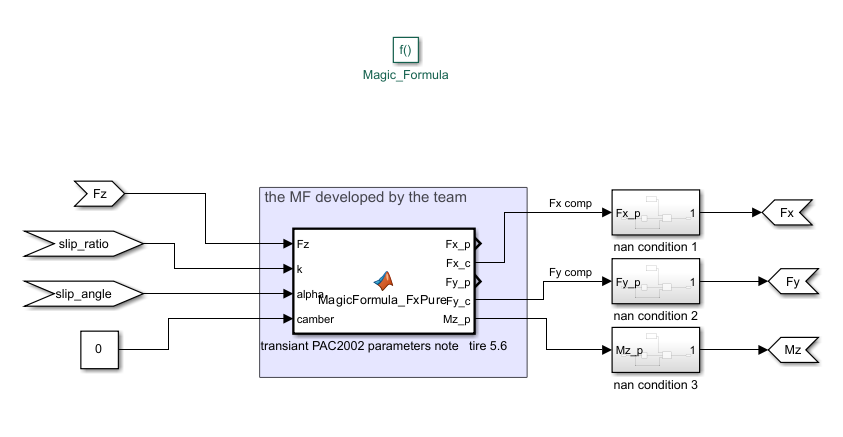 f()
Magic_Formula
the MF developed by the team
Fz
slip_ratio
slip_angle
0
Fz
k
alpha
camber
MagicFormula_FxPure
Fx_p
Fx_c
Fy_p
Fy_c
Mz_p
transiant PAC2002 parameters note tire 5.6
Fx comp
Fx_p
1
nan condition 1
Fx
Fy comp
Fy_p
1
nan condition 2
Fy
Mz_p
1
nan condition 3
Mz